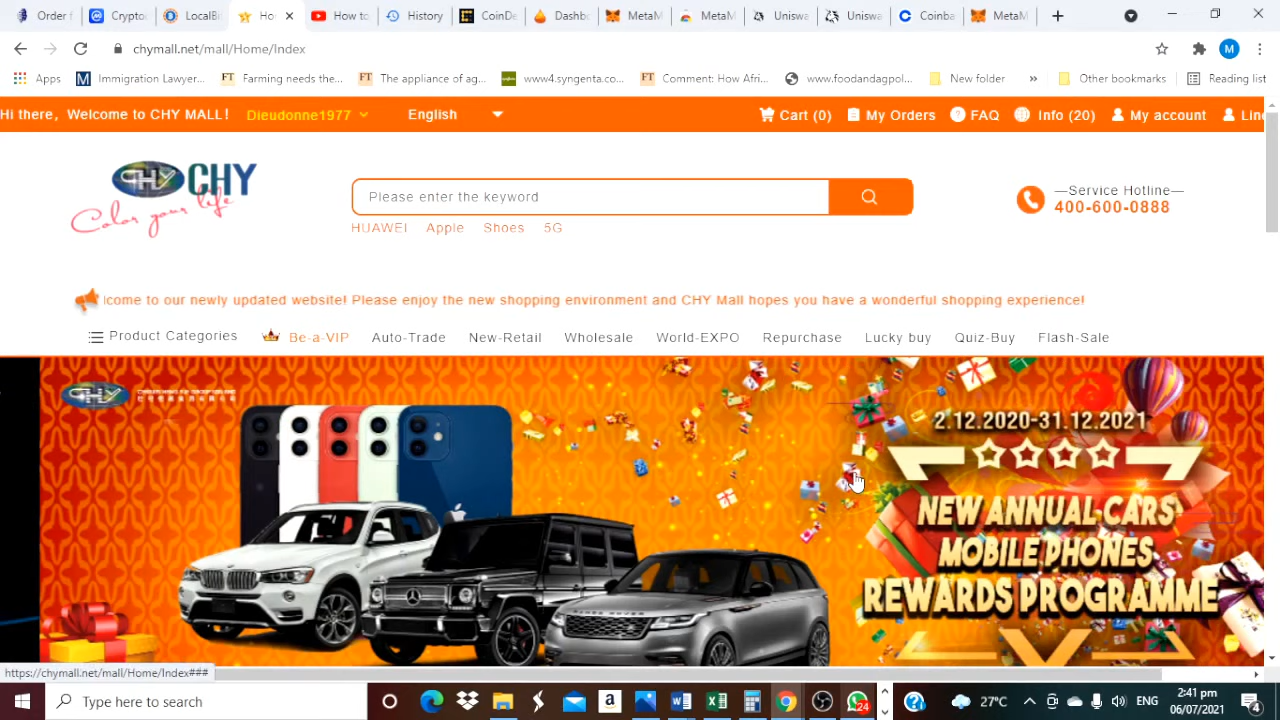 Order f
Crypto
LocalBi
Ho
How to
History
CoinDe
Dashbo
MetaM
MetaM
Uniswa
Uniswa
Coinba
MetaM
chymall.net/mall/Home/Index
M
Apps
Immigration Lawyer...
Farming needs the...
The appliance of ag...
www4.syngenta.co...
Comment: How Afri...
www.foodandagpol...
New folder
»
Other bookmarks
Reading list
Hi there, Welcome to CHY MALL!
Dieudonne1977
English
Cart (0)
My Orders
FAQ
Info (20)
My account
Line
CHY CHY
Color your life
Please enter the keyword
HUAWEI Apple Shoes 5G
—Service Hotline—
400-600-0888
lcome to our newly updated website! Please enjoy the new shopping environment and CHY Mall hopes you have a wonderful shopping experience!
Product Categories
Be-a-VIP
Auto-Trade
New-Retail
Wholesale
World-EXPO
Repurchase
Lucky buy
Quiz-Buy
Flash-Sale
CHY
2.12.2020-31.12.2021
NEW ANNUAL CARS
MOBILE PHONES
REWARDS PROGRAMME
https://chymall.net/mall/Home/Index###
Type here to search
24
27°C
ENG
2:41 pm
06/07/2021
4